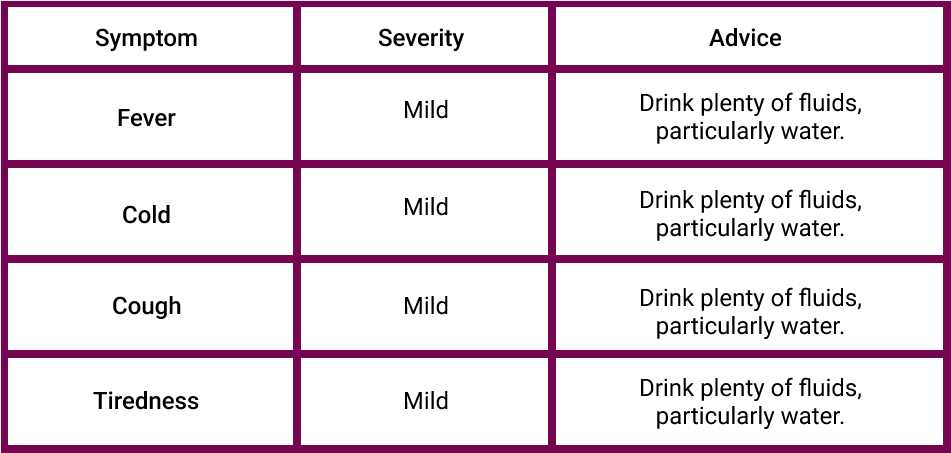 Symptom Severity Advice
Fever Mild Drink plenty of fluids,
particularly water.
Cold Mild Drink plenty of fluids,
particularly water.
Cough Mild Drink plenty of fluids,
particularly water.
Tiredness Mild Drink plenty of fluids,
particularly water.